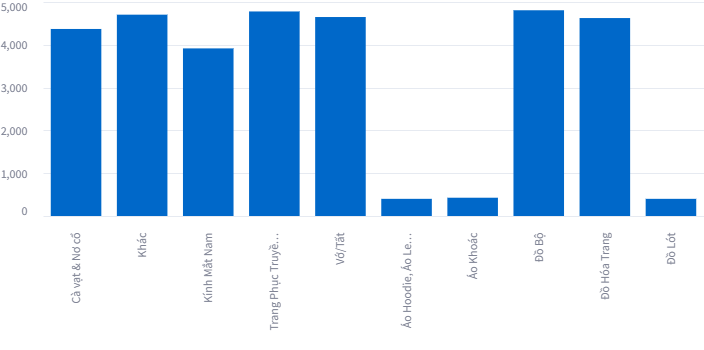 5,000
4,000
3,000
2,000
1,000
0
Cà vạt & Nơ cổ
Khác
Kính Mắt Nam
Trang Phục Truyề...
Vớ/Tất
Áo Hoodie, Áo Le...
Áo Khoác
Đồ Bộ
Đồ Hóa Trang
Đồ Lót